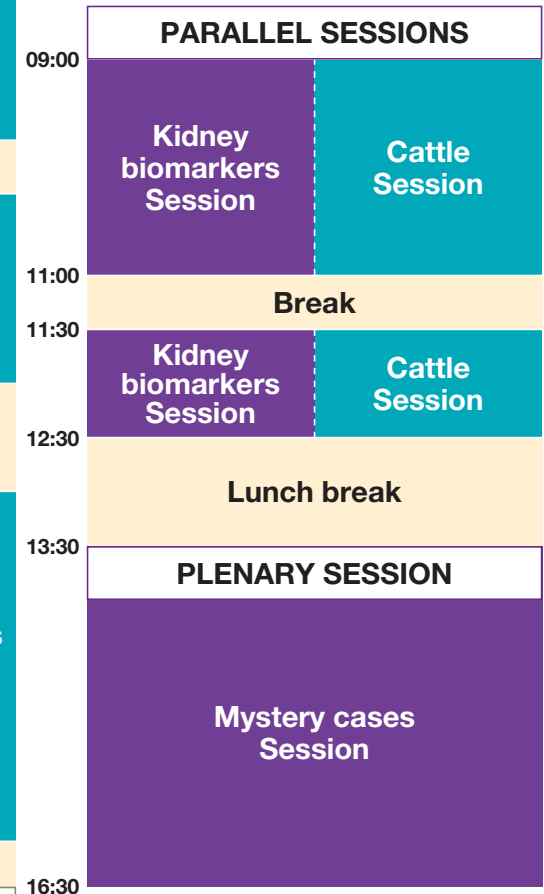 PARALLEL SESSIONS
09:00
Kidney
biomarkers
Session
Cattle
Session
11:00
Break
11:30
Kidney
biomarkers
Session
Cattle
Session
12:30
Lunch break
13:30
PLENARY SESSION
Mystery cases
Session
16:30